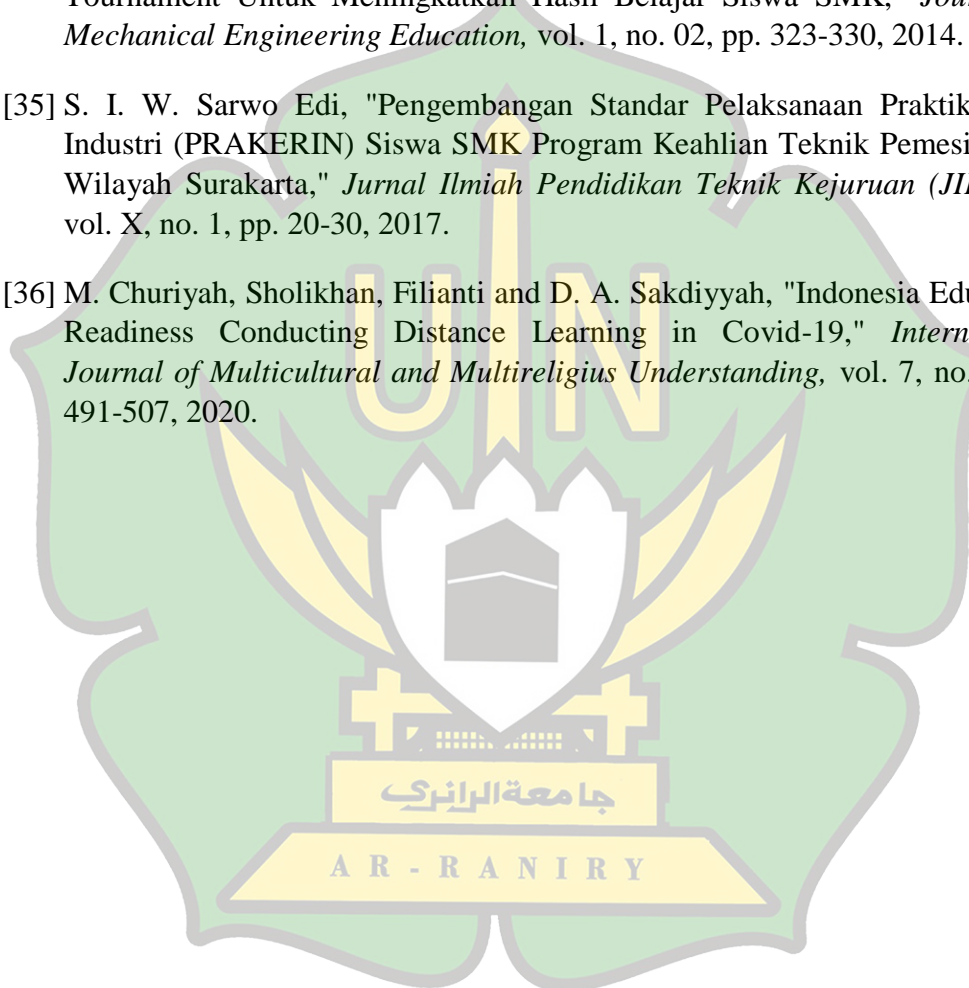 Tournament Untuk Meningkatkan Hasil Belajar Siswa SMK," Jou
Mechanical Engineering Education, vol. 1, no. 02, pp. 323-330, 2014.
[35] S. I. W. Sarwo Edi, "Pengembangan Standar Pelaksanaan Praktik
Industri (PRAKERIN) Siswa SMK Program Keahlian Teknik Pemesi
Wilayah Surakarta," Jurnal Ilmiah Pendidikan Teknik Kejuruan (JI
vol. X, no. 1, pp. 20-30, 2017.
[36] M. Churiyah, Sholikhan, Filianti and D. A. Sakdiyyah, "Indonesia Edu
Readiness Conducting Distance Learning in Covid-19," Intern
Journal of Multicultural and Multireligius Understanding, vol. 7, no.
491-507, 2020.
UIN
جامعة الرانري
AR-RANIRY